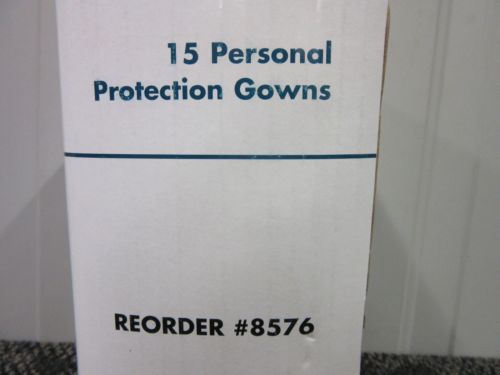 15 Personal
Protection Gowns
REORDER #8576